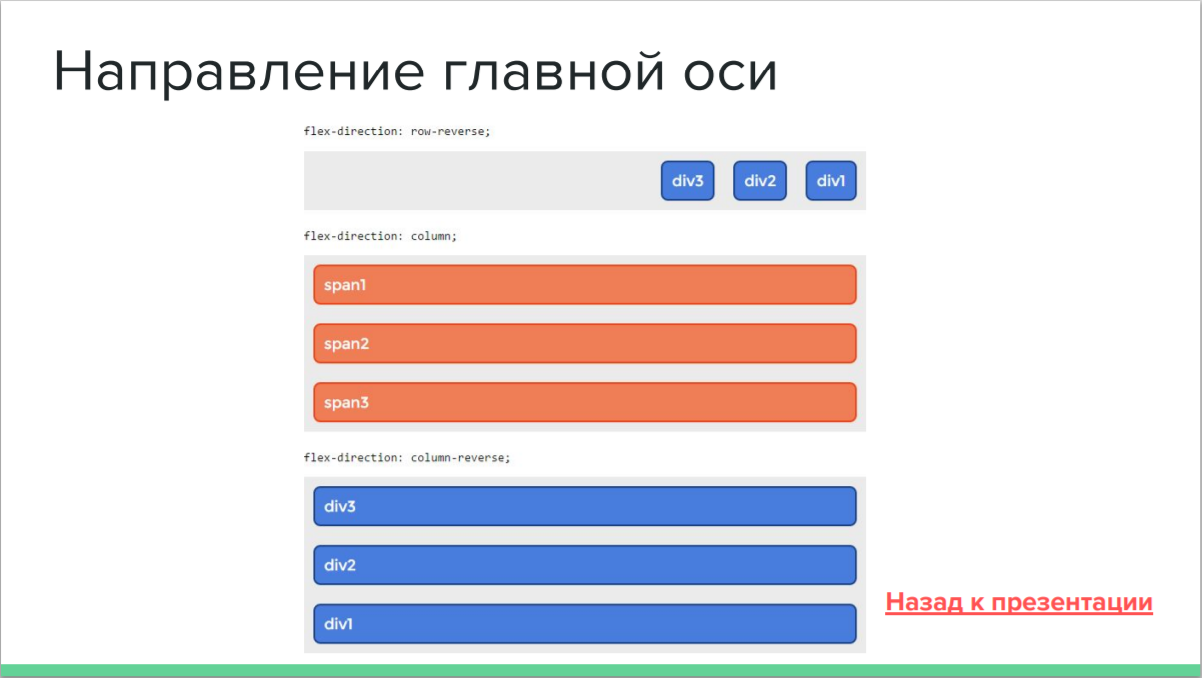 Направление главной оси
flex-direction: row-reverse;
div3 div2 div1
flex-direction: column;
span1
span2
span3
flex-direction: column-reverse;
div3
div2
div1
Назад к презентации